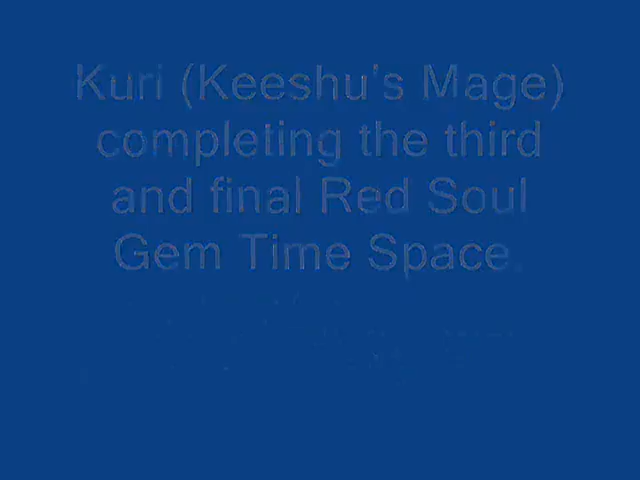 Kuri (Keeshu's Mage)
completing the third
and final Red Soul
Gem Time Space.